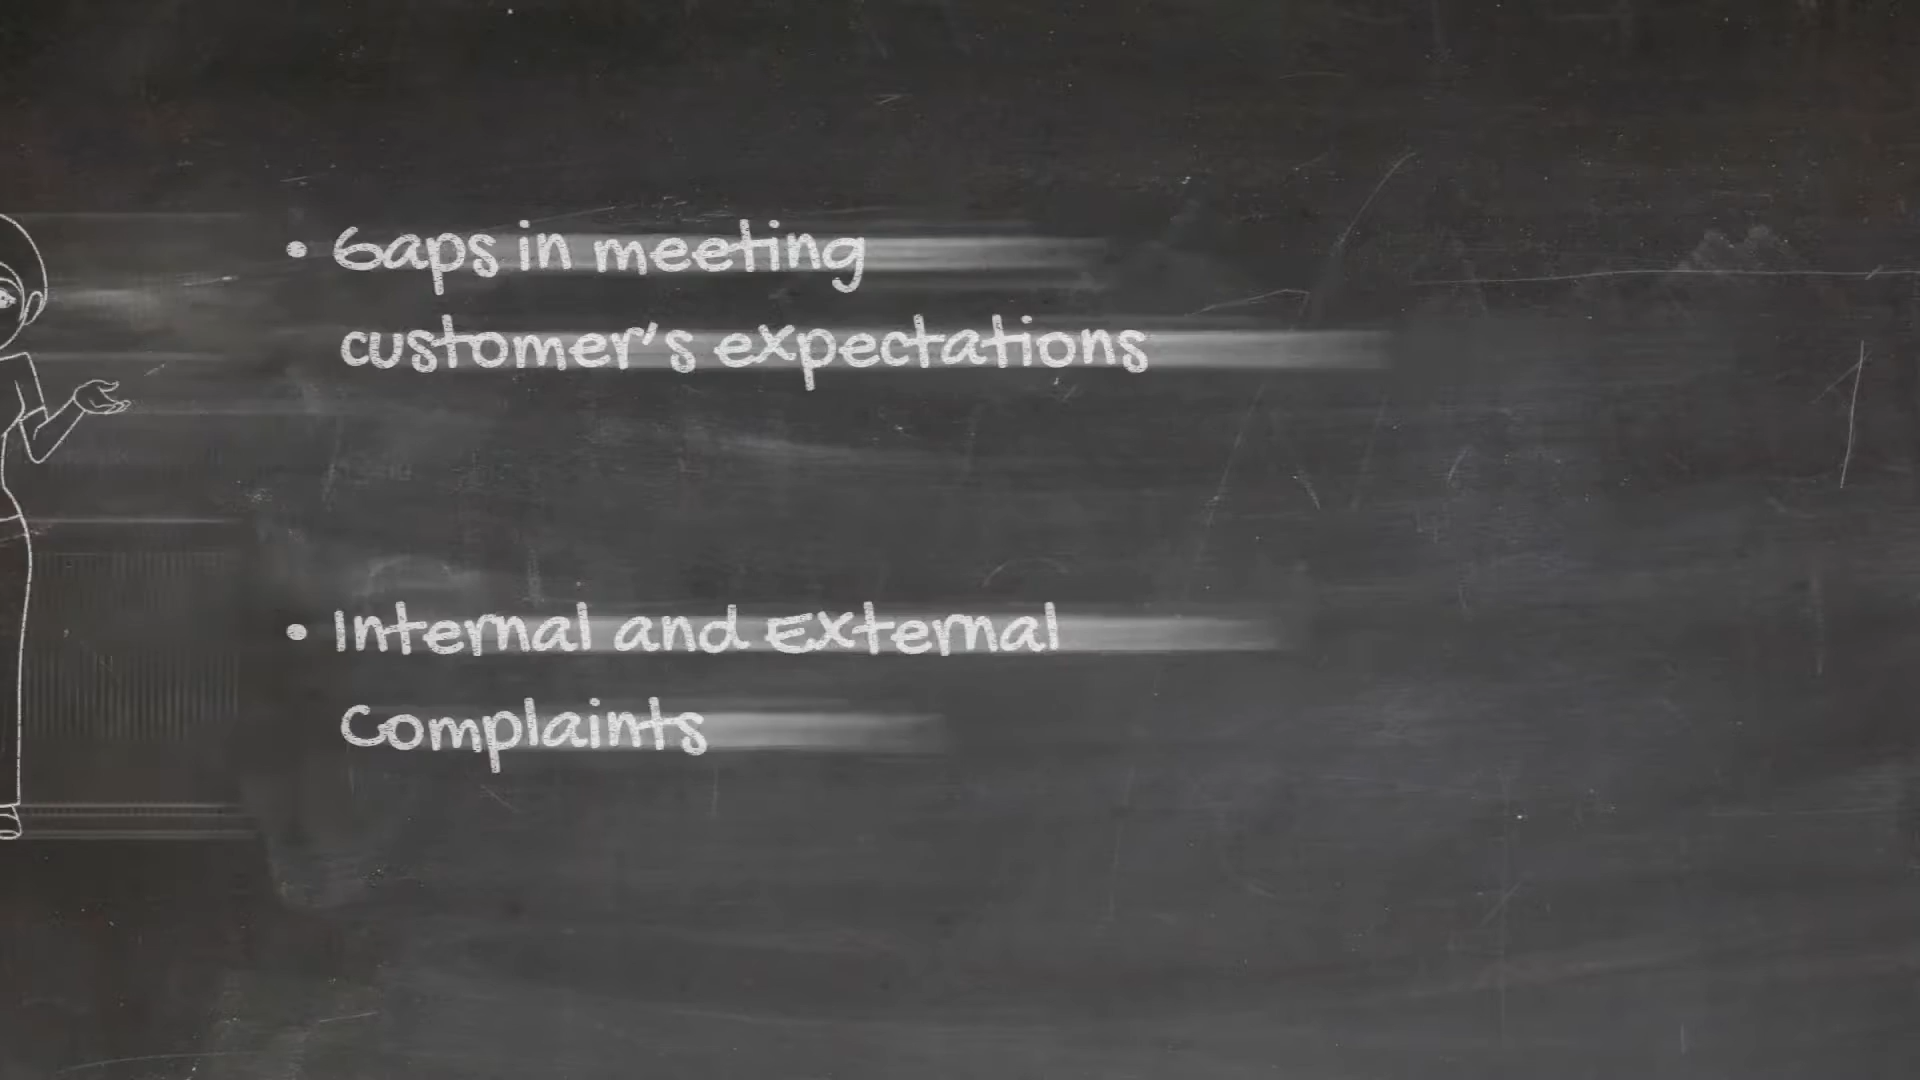 • Gaps in meeting
customer's expectations
• Internal and External
Complaints